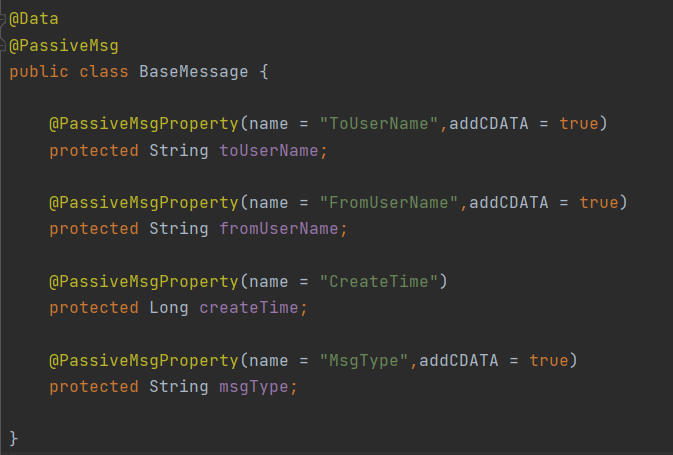 @Data
@PassiveMsg
public class BaseMessage {
@PassiveMsgProperty(name = "ToUserName",addCDATA = true)
protected String toUserName;
@PassiveMsgProperty(name = "FromUserName",addCDATA = true)
protected String fromUserName;
@PassiveMsgProperty(name = "CreateTime")
protected Long createTime;
@PassiveMsgProperty(name = "MsgType",addCDATA = true)
protected String msgType;
}